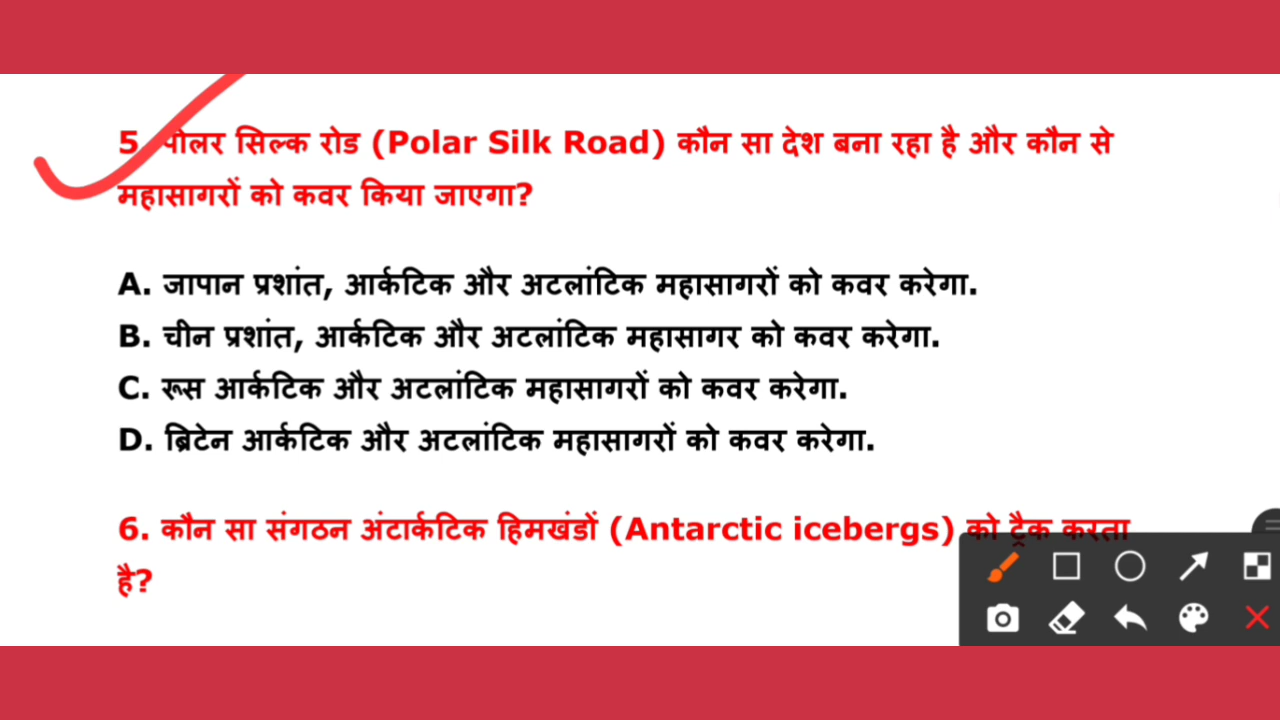 5. पोलर सिल्क रोड (Polar Silk Road) कौन सा देश बना रहा है और कौन से
महासागरों को कवर किया जाएगा?
A. जापान प्रशांत, आर्कटिक और अटलांटिक महासागरों को कवर करेगा.
B. चीन प्रशांत, आर्कटिक और अटलांटिक महासागर को कवर करेगा.
C. रूस आर्कटिक और अटलांटिक महासागरों को कवर करेगा.
D. ब्रिटेन आर्कटिक और अटलांटिक महासागरों को कवर करेगा.
6. कौन सा संगठन अंटार्कटिक हिमखंडों (Antarctic icebergs) को ट्रैक करता
है?